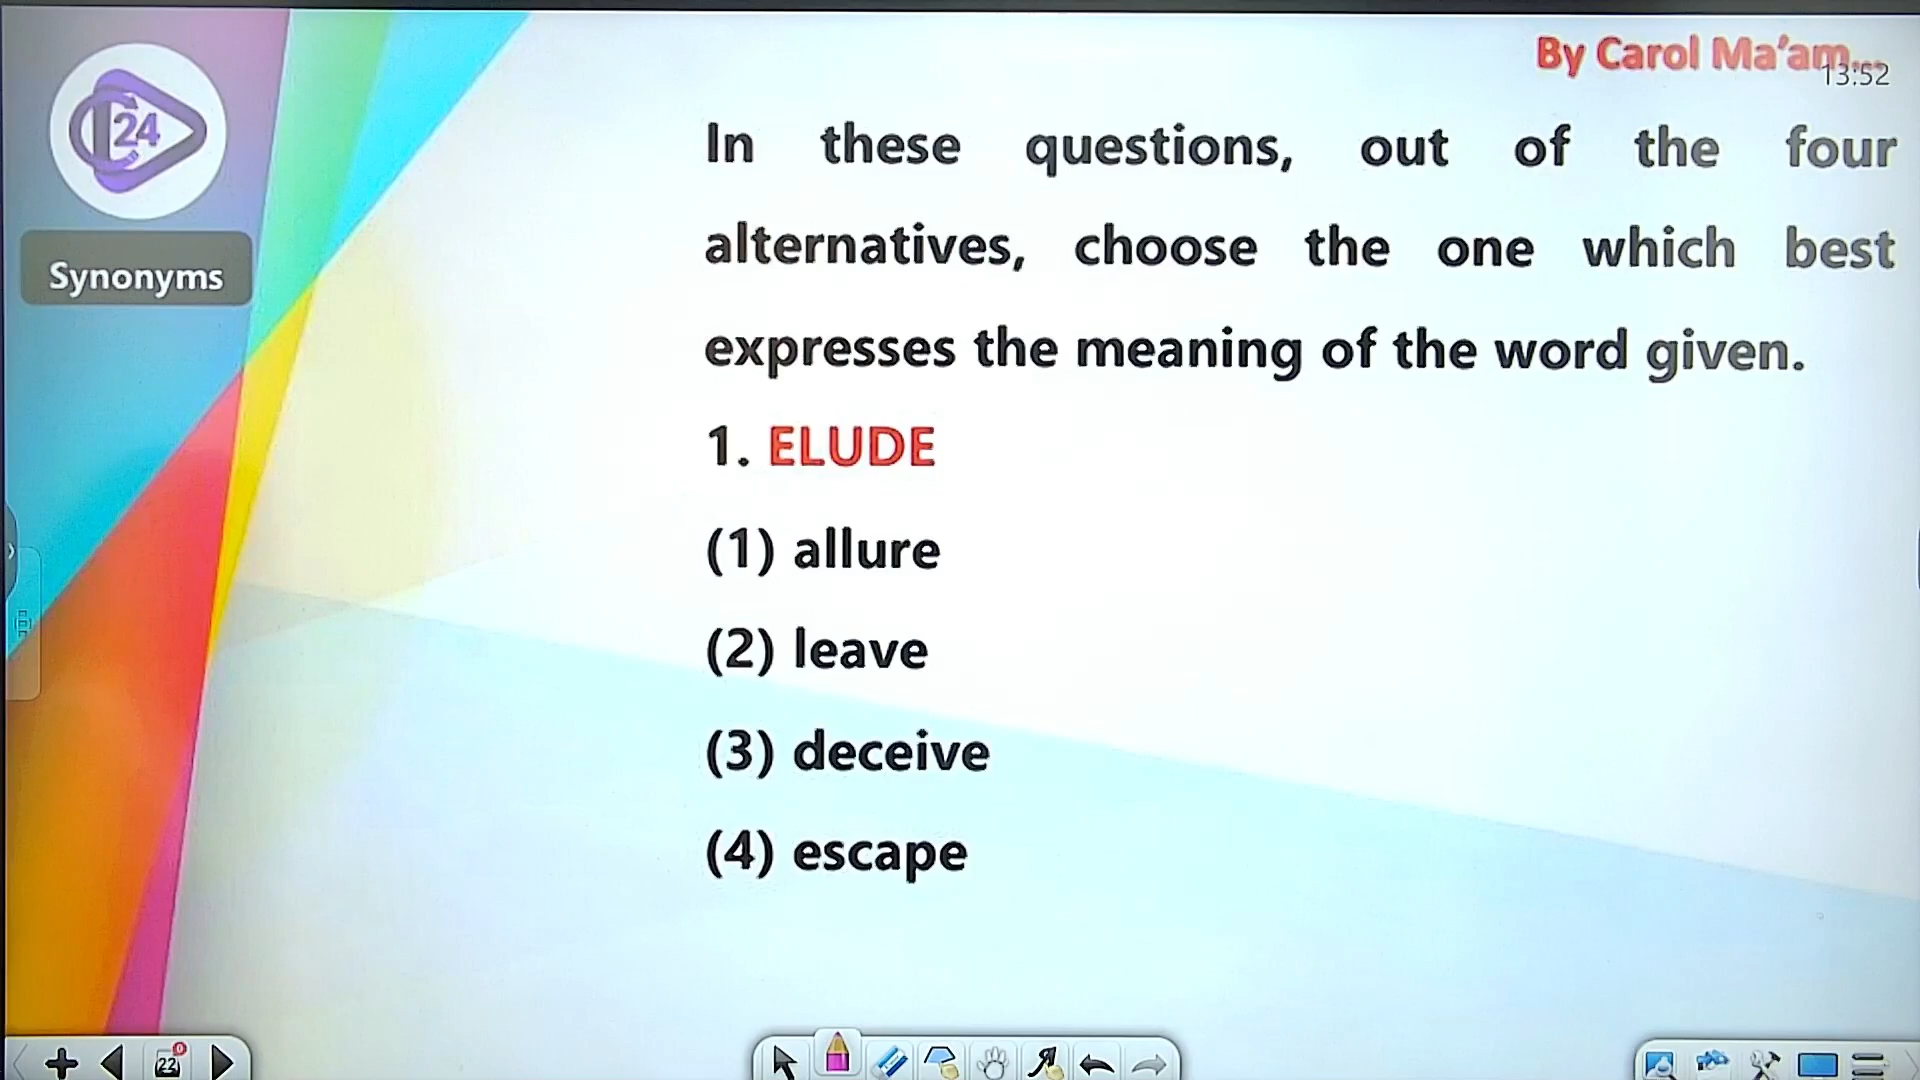 By Carol Ma'am...
13:52
24
Synonyms
In these questions, out of the four
alternatives, choose the one which best
expresses the meaning of the word given.
1. ELUDE
(1) allure
(2) leave
(3) deceive
(4) escape
22
0